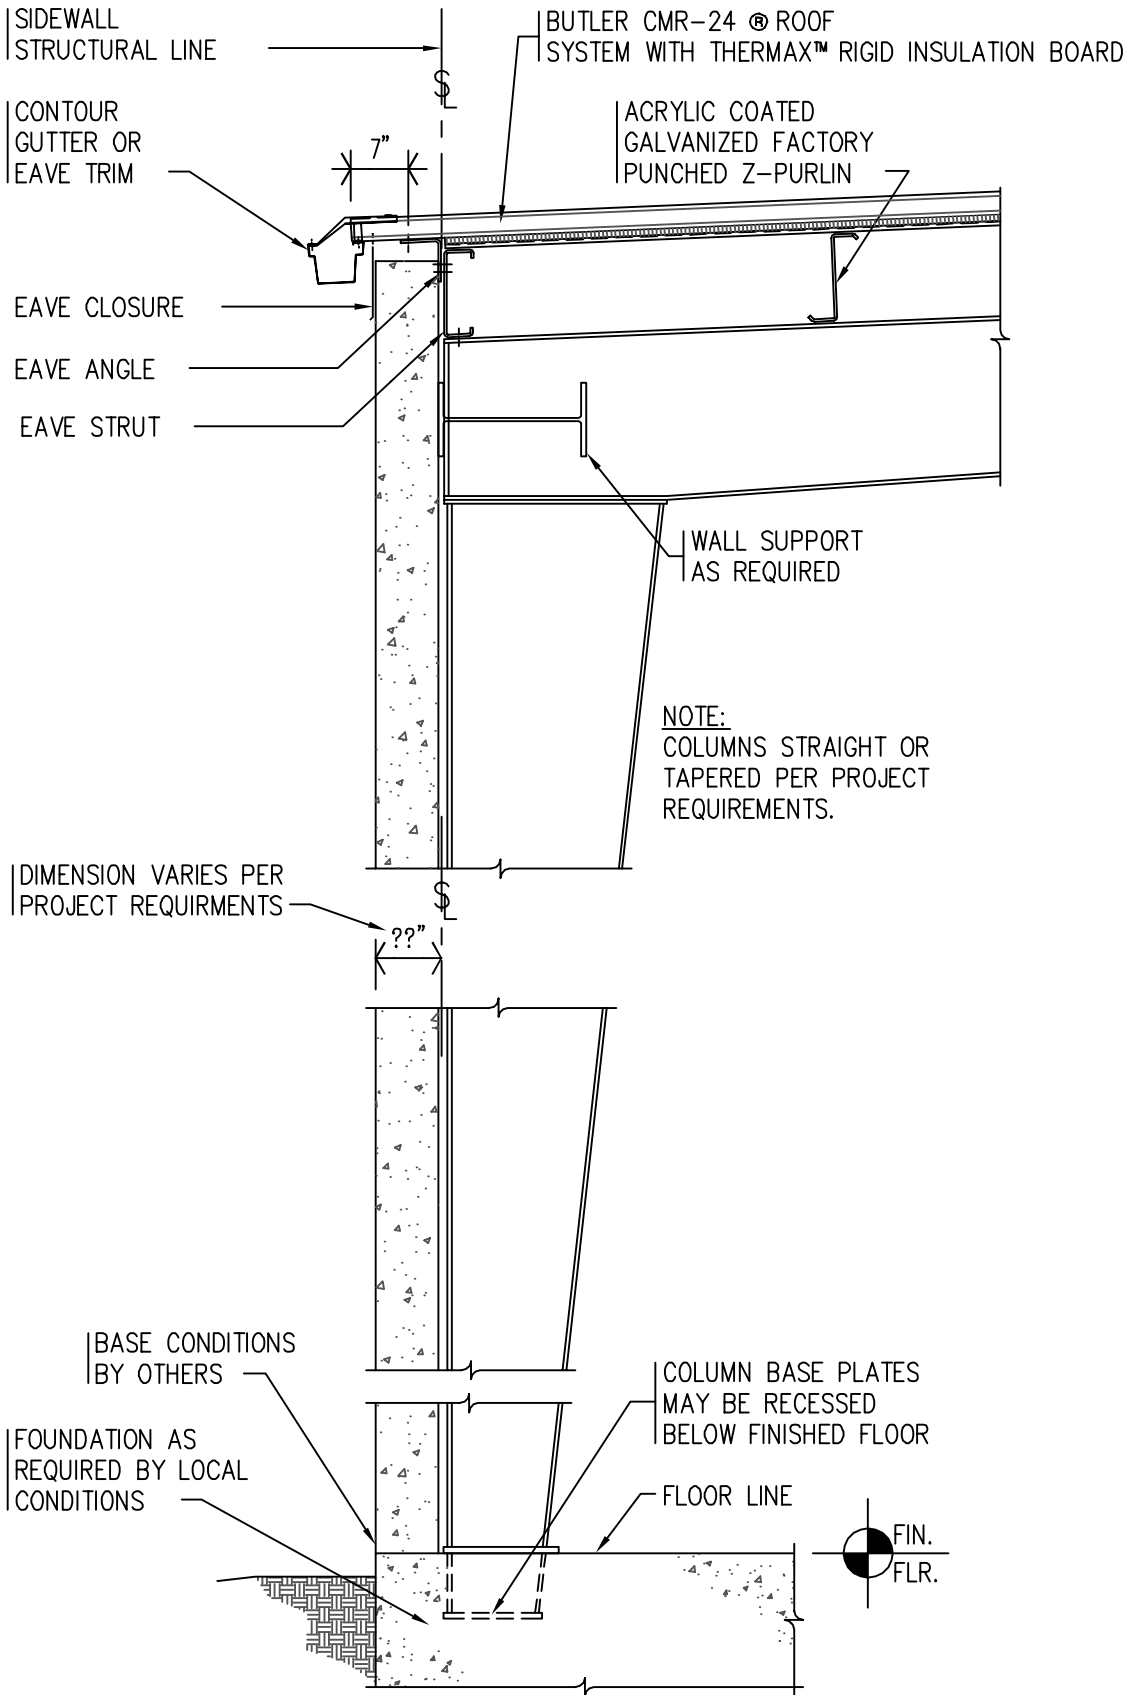 SIDEWALL
STRUCTURAL LINE
BUTLER CMR-24 ® ROOF
SYSTEM WITH THERMAX™ RIGID INSULATION BOARD
CONTOUR
GUTTER OR
EAVE TRIM
7"
ACRYLIC COATED
GALVANIZED FACTORY
PUNCHED Z-PURLIN
SL
EAVE CLOSURE
EAVE ANGLE
EAVE STRUT
WALL SUPPORT
AS REQUIRED
NOTE:
COLUMNS STRAIGHT OR
TAPERED PER PROJECT
REQUIREMENTS.
DIMENSION VARIES PER
PROJECT REQUIRMENTS
SL
??"
BASE CONDITIONS
BY OTHERS
COLUMN BASE PLATES
MAY BE RECESSED
BELOW FINISHED FLOOR
FOUNDATION AS
REQUIRED BY LOCAL
CONDITIONS
FLOOR LINE
FIN.
FLR.